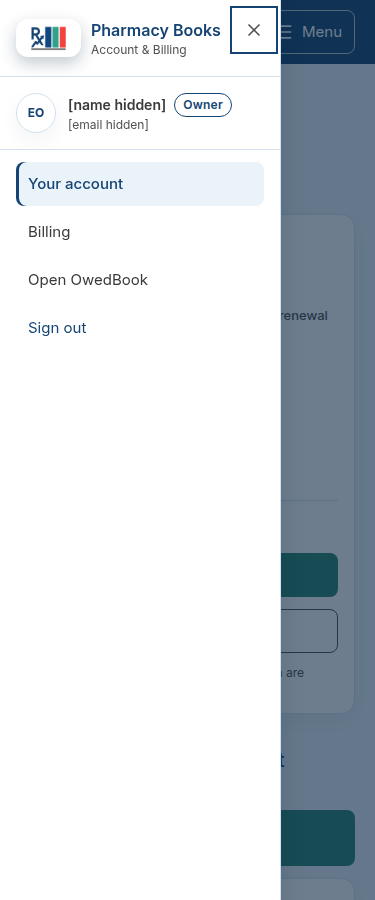 Pharmacy Books
Account & Billing
Menu
EO
[name hidden]
Owner
[email hidden]
Your account
Billing
Open OwedBook
Sign out
renewal
are
t